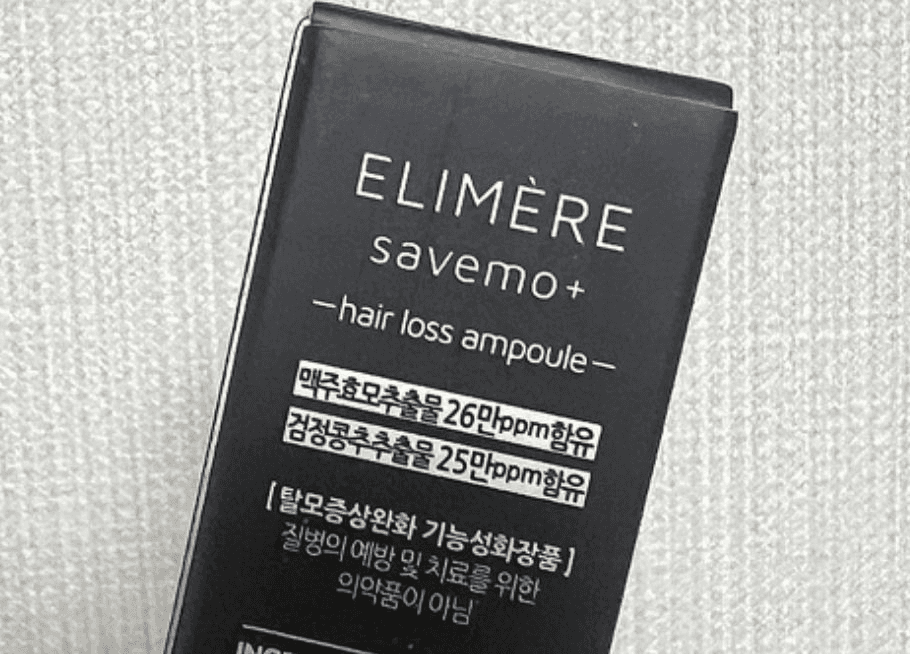 ELIMÈRE
savemo+
—hair loss ampoule—
맥주효모추출물 26만ppm함유
검정콩추추출물 25만ppm함유
[ 탈모증상완화 기능성화장품 ]
질병의 예방 및 치료를 위한
의약품이 아님